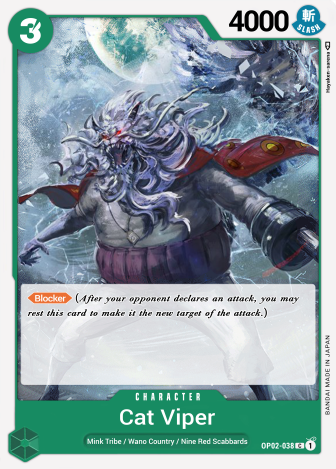 3
4000
斬
SLASH
Hayaken-sarena
Blocker (After your opponent declares an attack, you may
rest this card to make it the new target of the attack.)
BANDAI MADE IN JAPAN
CHARACTER
Cat Viper
Mink Tribe / Wano Country / Nine Red Scabbards
OP02-038 C 1